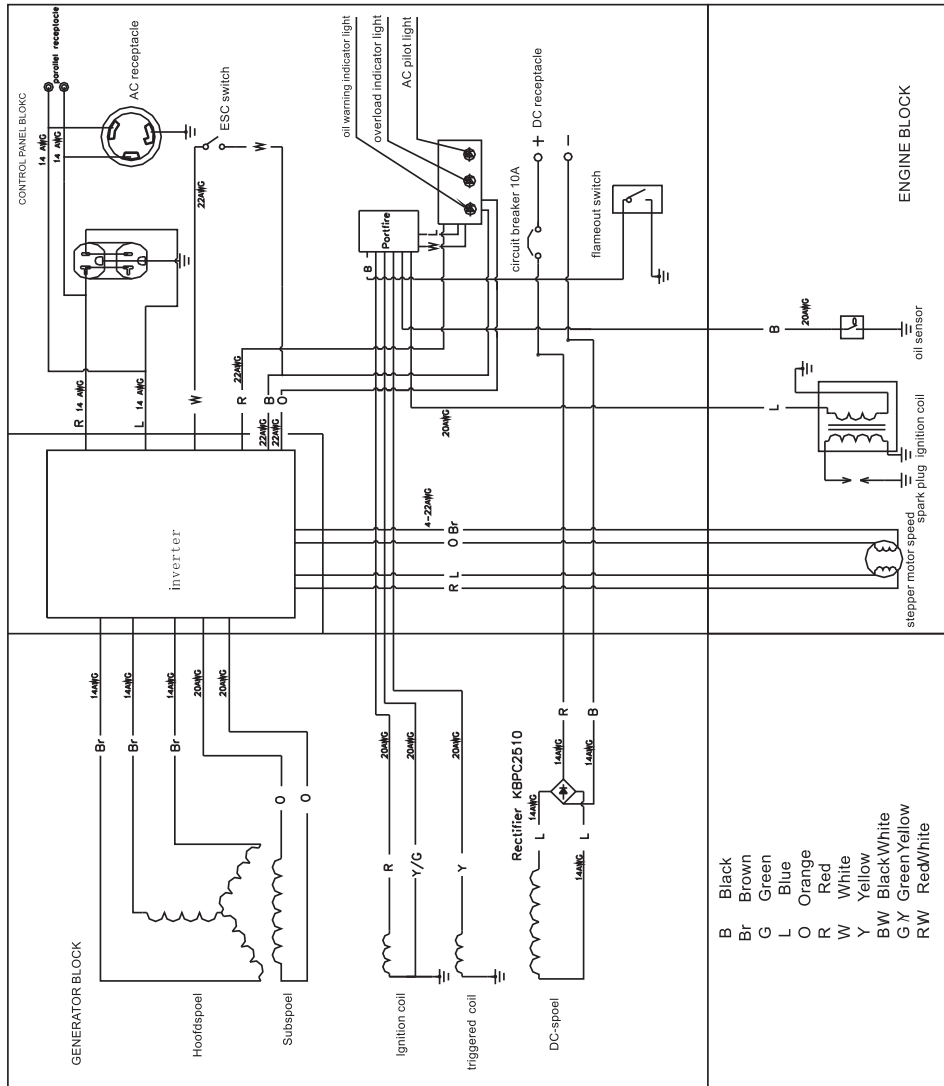 CONTROL PANEL BLOKC
parallel receptacle
AC receptacle
ESC switch
14 AWG
14 AWG
22AWG
W
oil warning indicator light
overload indicator light
AC pilot light
Portfire
B
W
L
circuit breaker 10A
DC receptacle
+
-
flameout switch
ENGINE BLOCK
R 14 AWG
L 14 AWG
W
R
22AWG
B
O
22AWG
22AWG
20AWG
B
20AWG
oil sensor
L
ignition coil
spark plug
inverter
4-22AWG
O Br
R L
stepper motor speed
14AWG
14AWG
14AWG
20AWG
20AWG
Br
Br
Br
O
O
GENERATOR BLOCK
Hoofdspoel
Subspoel
20AWG
20AWG
20AWG
R
Y/G
Y
Ignition coil
triggered coil
Rectifier KBPC2510
14AWG
L
L
14AWG
14AWG
14AWG
R
B
DC-spoel
B Black
Br Brown
G Green
L Blue
O Orange
R Red
W White
Y Yellow
BW BlackWhite
G/Y GreenYellow
RW RedWhite